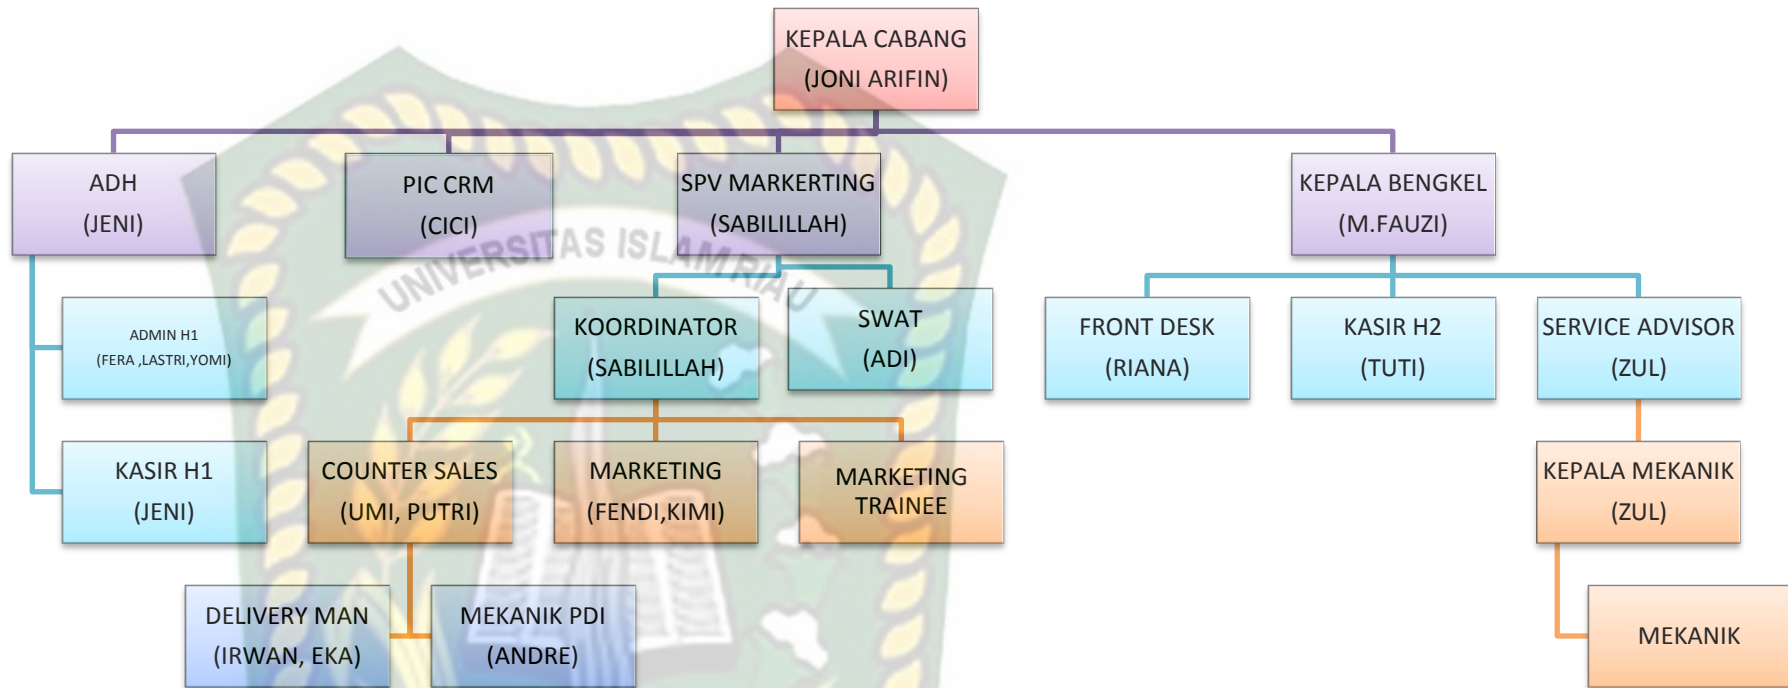 KEPALA CABANG
(JONI ARIFIN)
ADH
(JENI)
PIC CRM
(CICI)
SPV MARKERTING
(SABILILLAH)
KEPALA BENGKEL
(M.FAUZI)
UNIVERSITAS ISLAM RIAU
ADMIN H1
(FERA ,LASTRI,YOMI)
KOORDINATOR
(SABILILLAH)
SWAT
(ADI)
FRONT DESK
(RIANA)
KASIR H2
(TUTI)
SERVICE ADVISOR
(ZUL)
KASIR H1
(JENI)
COUNTER SALES
(UMI, PUTRI)
MARKETING
(FENDI,KIMI)
MARKETING
TRAINEE
KEPALA MEKANIK
(ZUL)
DELIVERY MAN
(IRWAN, EKA)
MEKANIK PDI
(ANDRE)
MEKANIK